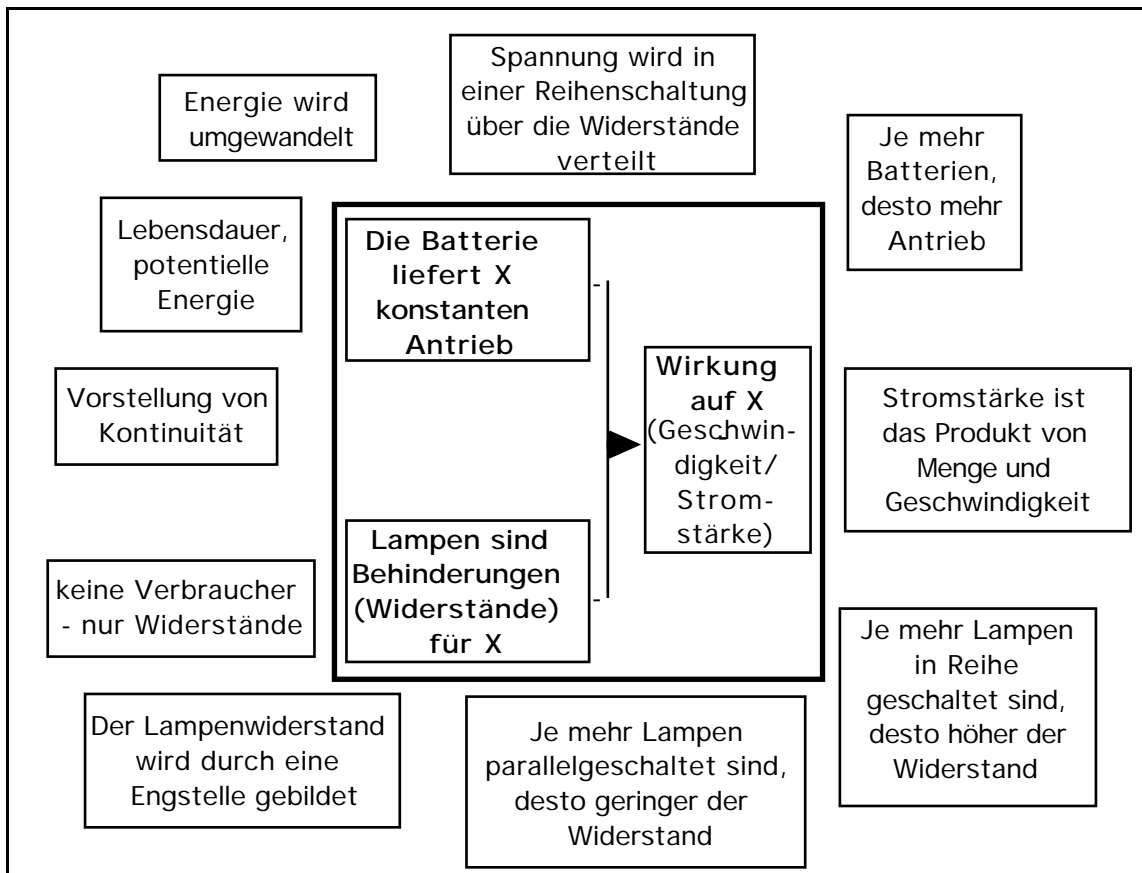 Energie wird
umgewandelt
Spannung wird in
einer Reihenschaltung
über die Widerstände
verteilt
Je mehr
Batterien,
desto mehr
Antrieb
Lebensdauer,
potentielle
Energie
Die Batterie
liefert X
konstanten
Antrieb
Vorstellung von
Kontinuität
Wirkung
auf X
(Geschwin-
digkeit/
Strom-
stärke)
Stromstärke ist
das Produkt von
Menge und
Geschwindigkeit
keine Verbraucher
- nur Widerstände
Lampen sind
Behinderungen
(Widerstände)
für X
Je mehr Lampen
in Reihe
geschaltet sind,
desto höher der
Widerstand
Der Lampenwiderstand
wird durch eine
Engstelle gebildet
Je mehr Lampen
parallelgeschaltet sind,
desto geringer der
Widerstand